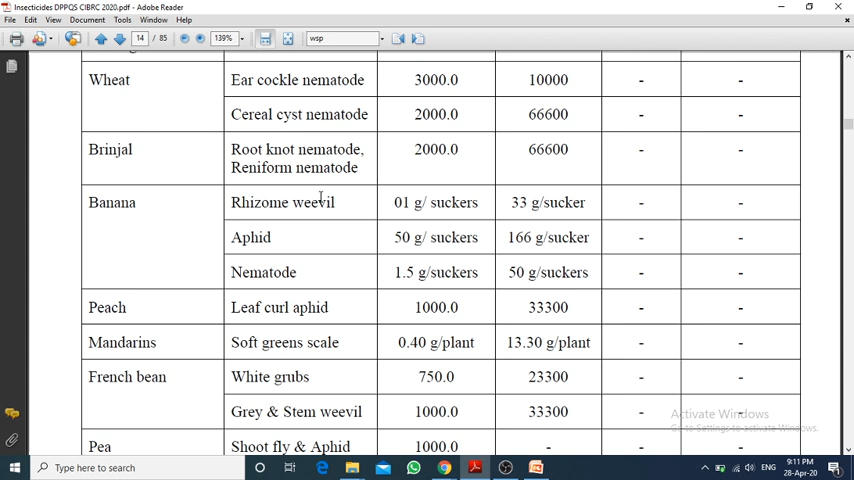 Insecticides DPPQS CIBRC 2020.pdf - Adobe Reader
File Edit View Document Tools Window Help
14 / 85 139% wsp
Wheat Ear cockle nematode 3000.0 10000 - -
Cereal cyst nematode 2000.0 66600 - -
Brinjal Root knot nematode, 2000.0 66600 - -
Reniform nematode
Banana Rhizome weevil 01 g/ suckers 33 g/sucker - -
Aphid 50 g/ suckers 166 g/sucker - -
Nematode 1.5 g/suckers 50 g/suckers - -
Peach Leaf curl aphid 1000.0 33300 - -
Mandarins Soft greens scale 0.40 g/plant 13.30 g/plant - -
French bean White grubs 750.0 23300 - -
Grey & Stem weevil 1000.0 33300 - -
Activate Windows
Go to Settings to activate Windows.
Pea Shoot fly & Aphid 1000.0 - - -
Type here to search
ENG 9:11 PM
28-Apr-20
1